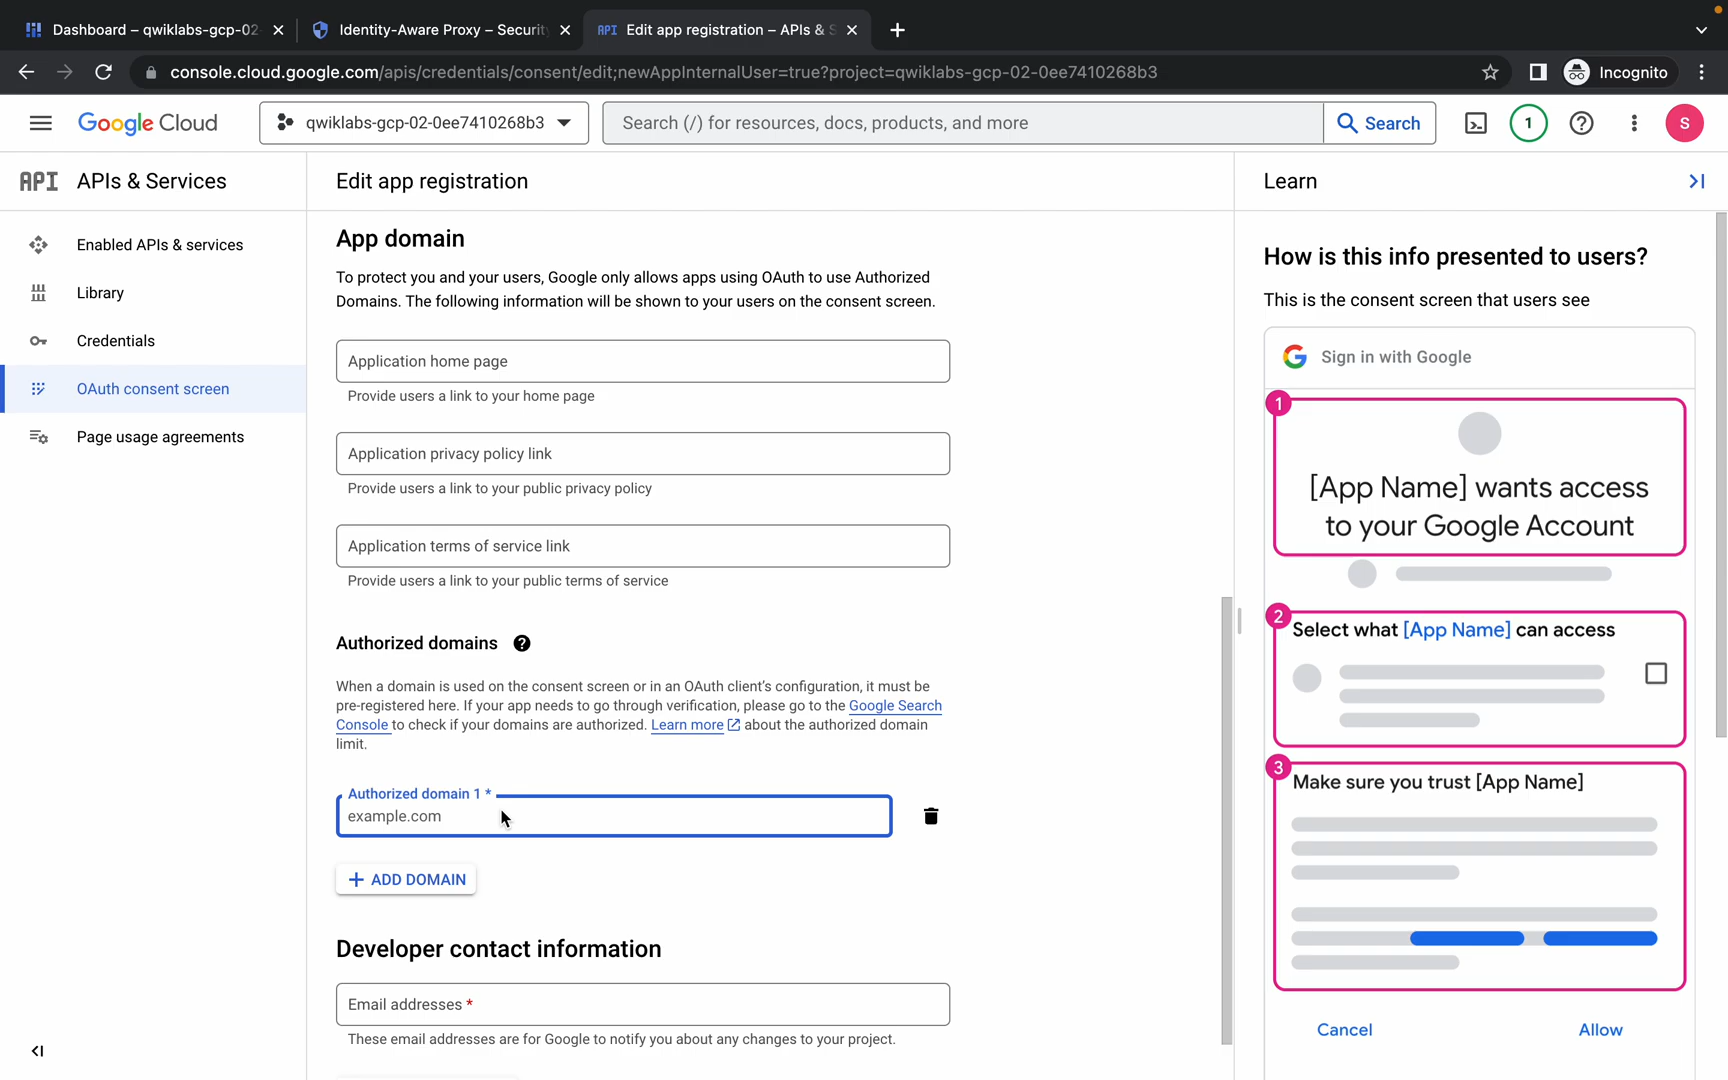 Dashboard – qwiklabs-gcp-02-
Identity-Aware Proxy – Security
API Edit app registration – APIs & S
console.cloud.google.com/apis/credentials/consent/edit;newAppInternalUser=true?project=qwiklabs-gcp-02-0ee7410268b3
Incognito
Google Cloud
qwiklabs-gcp-02-0ee7410268b3
Search (/) for resources, docs, products, and more
Search
1
S
API APIs & Services
Edit app registration
Learn
Enabled APIs & services
Library
Credentials
OAuth consent screen
Page usage agreements
App domain
To protect you and your users, Google only allows apps using OAuth to use Authorized
Domains. The following information will be shown to your users on the consent screen.
Application home page
Provide users a link to your home page
Application privacy policy link
Provide users a link to your public privacy policy
Application terms of service link
Provide users a link to your public terms of service
Authorized domains
When a domain is used on the consent screen or in an OAuth client's configuration, it must be
pre-registered here. If your app needs to go through verification, please go to the Google Search
Console to check if your domains are authorized. Learn more about the authorized domain
limit.
Authorized domain 1 *
example.com
ADD DOMAIN
Developer contact information
Email addresses *
These email addresses are for Google to notify you about any changes to your project.
How is this info presented to users?
This is the consent screen that users see
Sign in with Google
1
[App Name] wants access
to your Google Account
2
Select what [App Name] can access
3
Make sure you trust [App Name]
Cancel
Allow